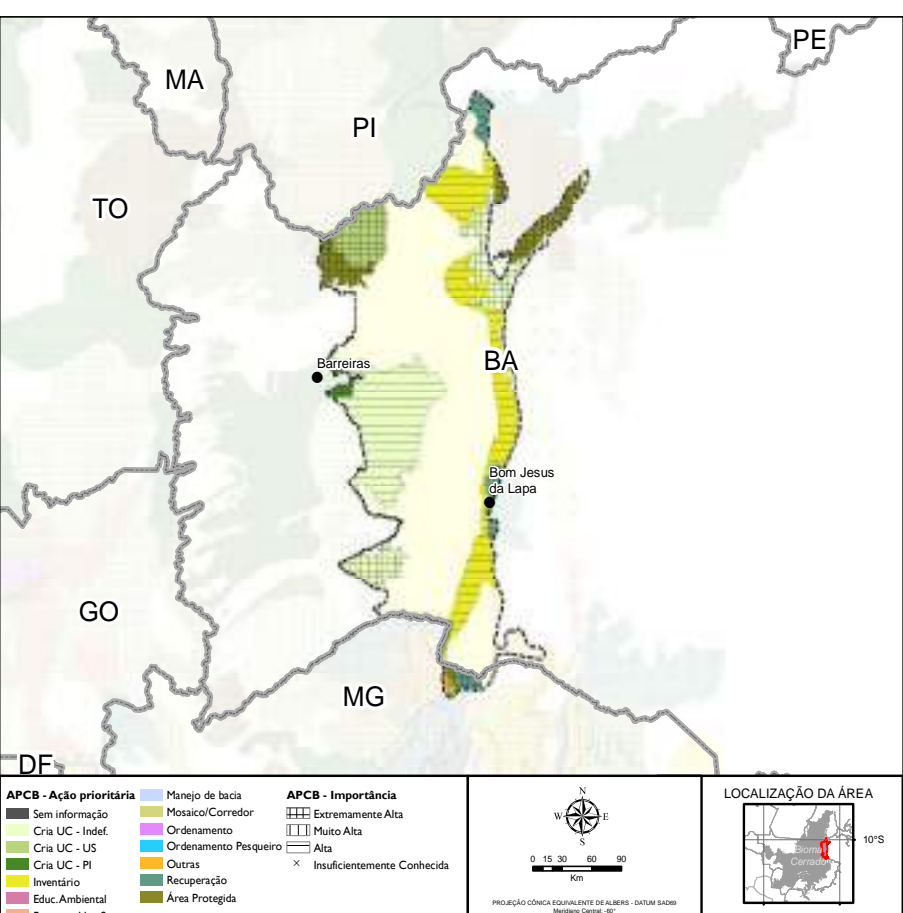 PE
MA
PI
TO
Barreiras
BA
Bom Jesus
da Lapa
GO
MG
DF
APCB - Ação prioritária
Sem informação
Cria UC - Indef.
Cria UC - US
Cria UC - PI
Inventário
Educ.Ambiental
Manejo de bacia
Mosaico/Corredor
Ordenamento
Ordenamento Pesqueiro
Outras
Recuperação
Área Protegida
APCB - Importância
Extremamente Alta
Muito Alta
Alta
× Insuficientemente Conhecida
N
W E
S
0 15 30 60 90
Km
PROJEÇÃO CÔNICA EQUIVALENTE DE ALBERS - DATUM SAD69
Meridiano Central: -60°
LOCALIZAÇÃO DA ÁREA
10°S
Bioma
Cerrado